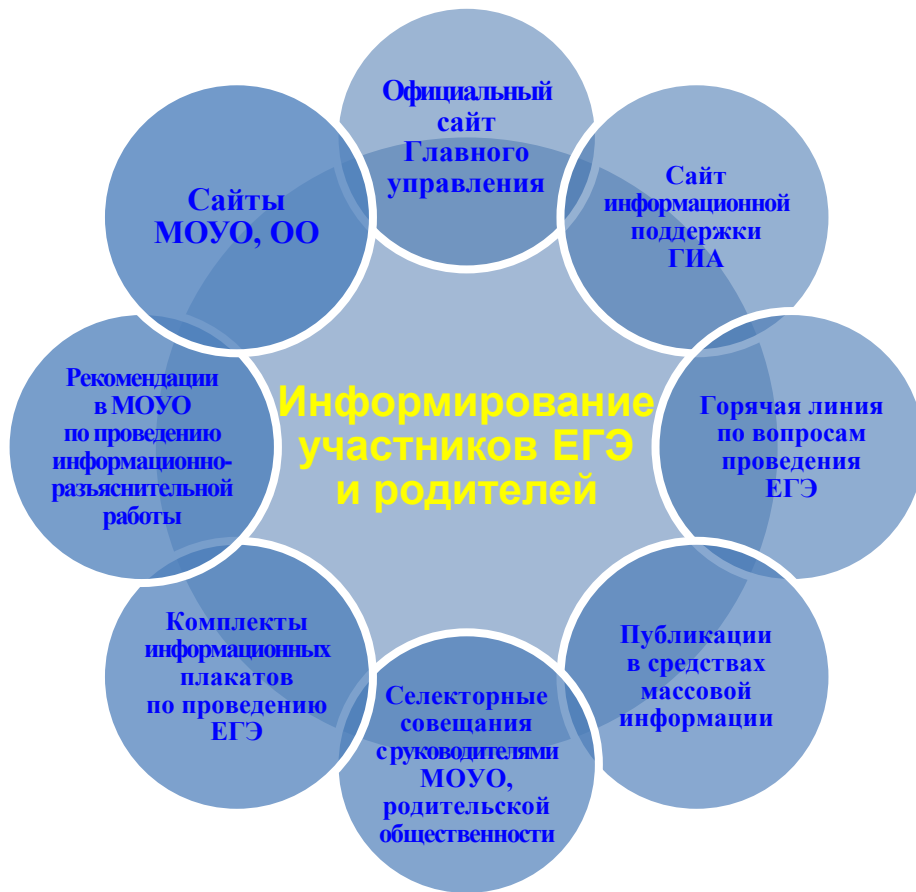 Официальный
сайт
Главного
управления
Сайт
информационной
поддержки
ГИА
Горячая линия
по вопросам
проведения
ЕГЭ
Публикации
в средствах
массовой
информации
Селекторные
совещания
с руководителями
МОУО,
родительской
общественности
Комплекты
информационных
плакатов
по проведению
ЕГЭ
Рекомендации
в МОУО
по проведению
информационно-
разъяснительной
работы
Сайты
МОУО, ОО
Информирование
участников ЕГЭ
и родителей